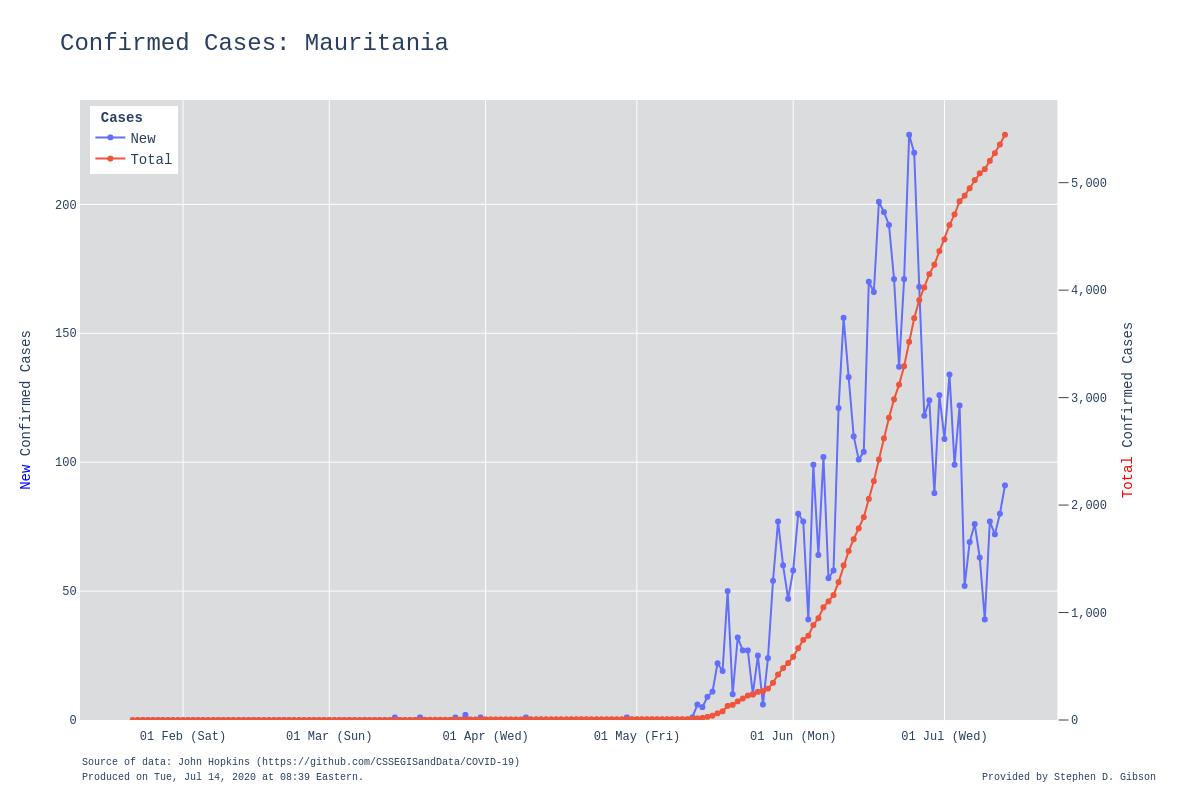 Confirmed Cases: Mauritania
Cases
New
Total
200
150
100
50
0
5,000
4,000
3,000
2,000
1,000
0
New Confirmed Cases
Total Confirmed Cases
01 Feb (Sat)
01 Mar (Sun)
01 Apr (Wed)
01 May (Fri)
01 Jun (Mon)
01 Jul (Wed)
Source of data: John Hopkins (https://github.com/CSSEGISandData/COVID-19)
Produced on Tue, Jul 14, 2020 at 08:39 Eastern.
Provided by Stephen D. Gibson